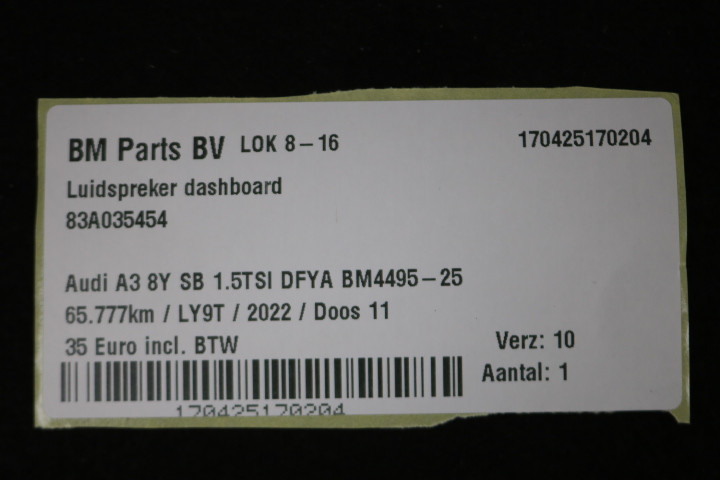 BM Parts BV LOK 8-16 170425170204
Luidspreker dashboard
83A035454
Audi A3 8Y SB 1.5TSI DFYA BM4495-25
65.777km / LY9T / 2022 / Doos 11
35 Euro incl. BTW Verz: 10
Aantal: 1
170425170204